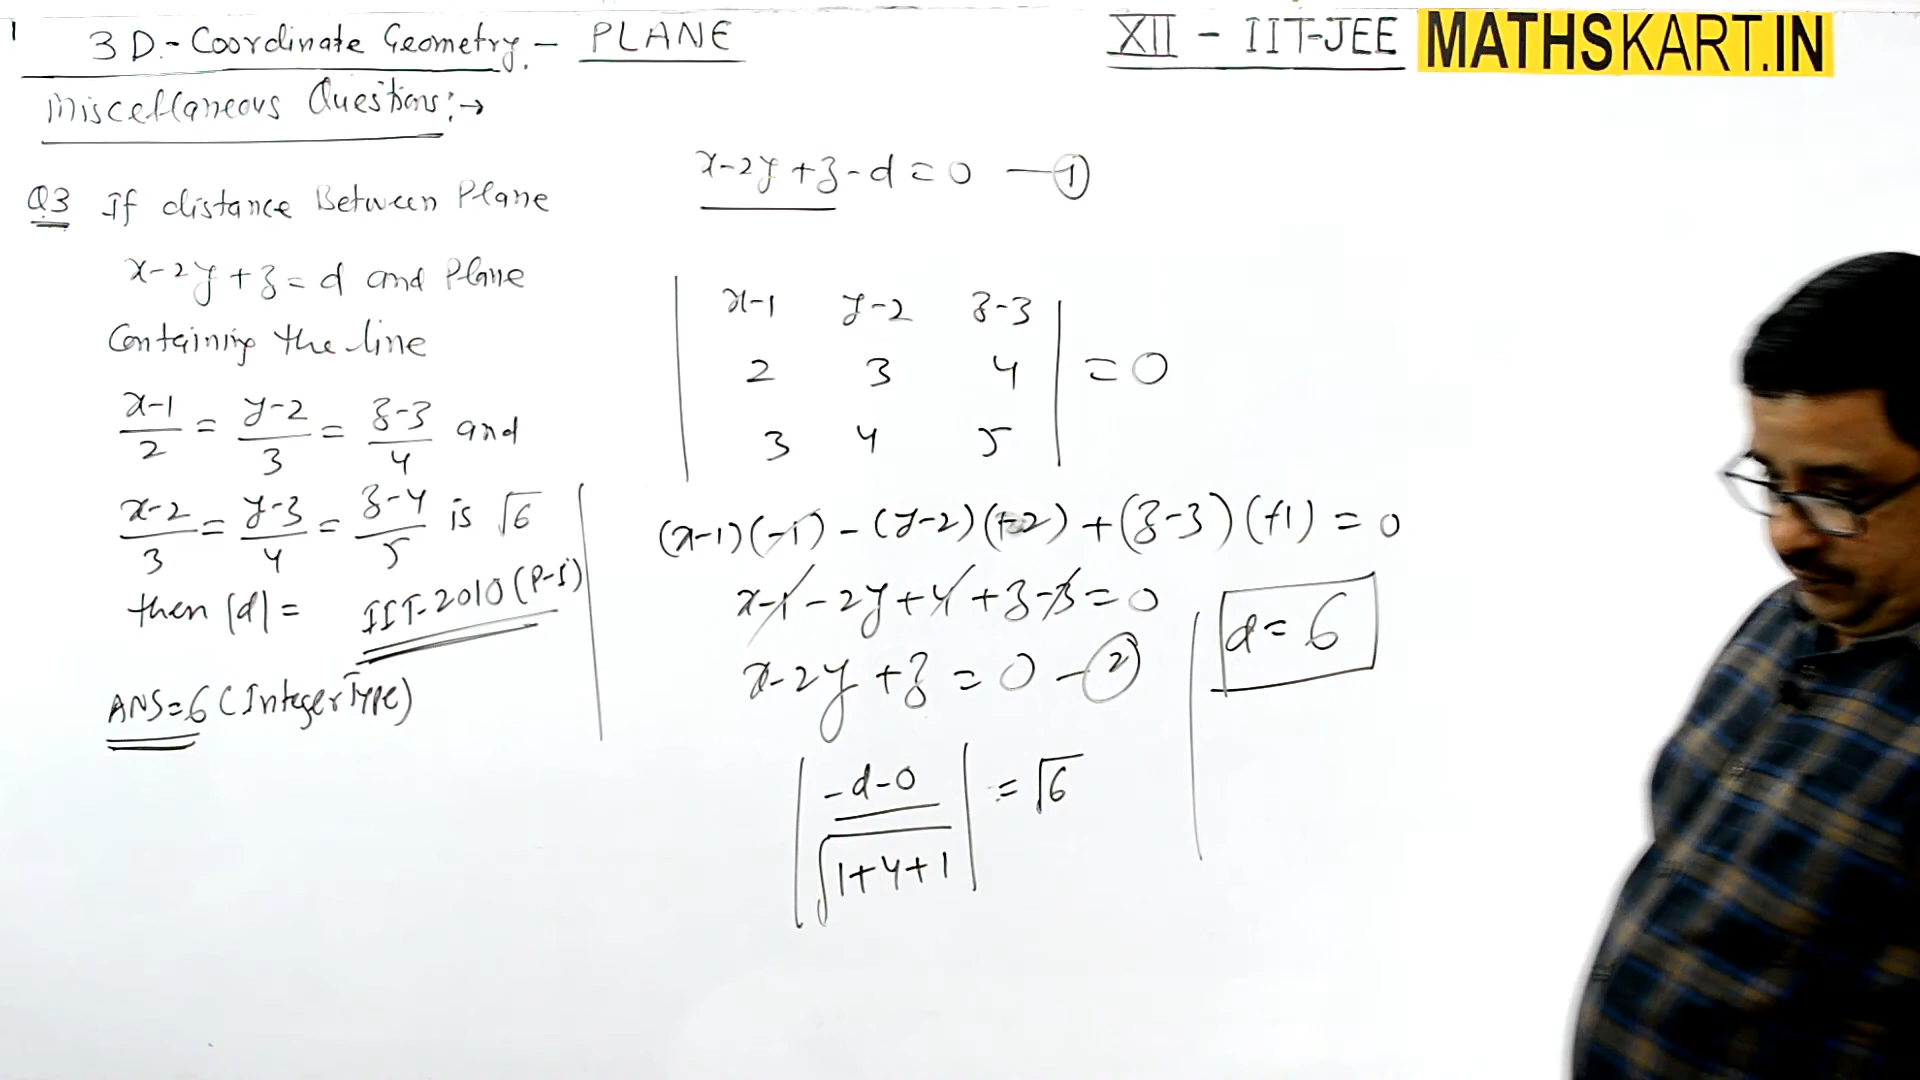 1
3D.- Coordinate Geometry. - PLANE
XII - IIT-JEE MATHSKART.IN
Miscellaneous Questions:→
Q3 If distance Between Plane
x-2y+z=d and Plane
Containing the line
x-1/2 = y-2/3 = z-3/4 and
x-2/3 = y-3/4 = z-4/5 is √6
then |d|= IIT-2010(P-I)
ANS=6 (Integer Type)
x-2y+z-d=0 —①
| x-1 y-2 z-3 |
| 2 3 4 | = 0
| 3 4 5 |
(x-1)(-1) - (y-2)(+2) + (z-3)(+1) = 0
x-1-2y+4+z-3=0
x-2y+z=0 -②
| -d-0 / √1+4+1 | = √6
d=6